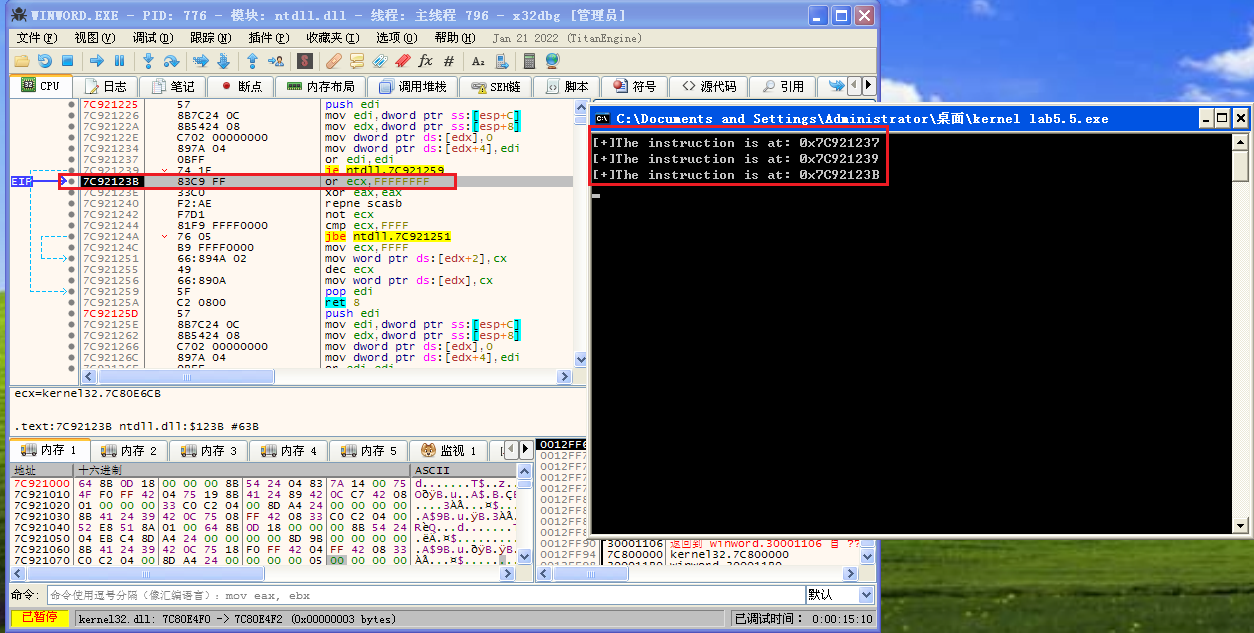 WINWORD.EXE - PID: 776 - 模块: ntdll.dll - 线程: 主线程 796 - x32dbg [管理员]
文件(F) 视图(V) 调试(D) 跟踪(N) 插件(P) 收藏夹(I) 选项(O) 帮助(H) Jan 21 2022 (TitanEngine)
CPU 日志 笔记 断点 内存布局 调用堆栈 SEH链 脚本 符号 源代码 引用
7C921225 57 push edi
7C921226 8B7C24 0C mov edi,dword ptr ss:[esp+C]
7C92122A 8B5424 08 mov edx,dword ptr ss:[esp+8]
7C92122E C702 00000000 mov dword ptr ds:[edx],0
7C921234 897A 04 mov dword ptr ds:[edx+4],edi
7C921237 0BFF or edi,edi
7C921239 74 1E je ntdll.7C921259
EIP 7C92123B 83C9 FF or ecx,FFFFFFFF
7C92123E 33C0 xor eax,eax
7C921240 F2:AE repne scasb
7C921242 F7D1 not ecx
7C921244 81F9 FFFF0000 cmp ecx,FFFF
7C92124A 76 05 jbe ntdll.7C921251
7C92124C B9 FFFF0000 mov ecx,FFFF
7C921251 66:894A 02 mov word ptr ds:[edx+2],cx
7C921255 49 dec ecx
7C921256 66:890A mov word ptr ds:[edx],cx
7C921259 5F pop edi
7C92125A C2 0800 ret 8
7C92125D 57 push edi
7C92125E 8B7C24 0C mov edi,dword ptr ss:[esp+C]
7C921262 8B5424 08 mov edx,dword ptr ss:[esp+8]
7C921266 C702 00000000 mov dword ptr ds:[edx],0
7C92126C 897A 04 mov dword ptr ds:[edx+4],edi
C:\Documents and Settings\Administrator\桌面\kernel lab5.5.exe
[+]The instruction is at: 0x7C921237
[+]The instruction is at: 0x7C921239
[+]The instruction is at: 0x7C92123B
ecx=kernel32.7C80E6CB
.text:7C92123B ntdll.dll:$123B #63B
内存 1 内存 2 内存 3 内存 4 内存 5 监视 1
地址 十六进制 ASCII
7C921000 64 8B 0D 18 00 00 00 8B 54 24 04 83 7A 14 00 75 d.......T$..z..
7C921010 4F F0 FF 42 04 75 19 8B 41 24 89 42 0C C7 42 08 OðÿB.u..A$.B.ÇB
7C921020 01 00 00 00 33 C0 C2 04 00 8D A4 24 00 00 00 00 ....3ÀÂ...¤$....
7C921030 8B 41 24 39 42 0C 75 08 FF 42 08 33 C0 C2 04 00 .A$9B.u.ÿB.3ÀÂ
7C921040 52 E8 51 8A 01 00 64 8B 0D 18 00 00 00 8B 54 24 RèQ...d.......
7C921050 04 EB C4 8D A4 24 00 00 00 00 8D 9B 00 00 00 00 .ëÄ.¤$.....
7C921060 8B 41 24 39 42 0C 75 18 F0 FF 42 04 FF 42 08 33 .A$9B.u.ðÿB.ÿB
7C921070 C0 C2 04 00 8D A4 24 00 00 00 00 05 00 00 00 00 ÀÂ...¤$.....
0012FF94 30001106 返回到 winword.30001106 自 ??
7C800000 kernel32.7C800000
命令: 命令使用逗号分隔（像汇编语言）: mov eax, ebx 默认
已暂停 kernel32.dll: 7C80E4F0 -> 7C80E4F2 (0x00000003 bytes) 已调试时间: 0:00:15:10